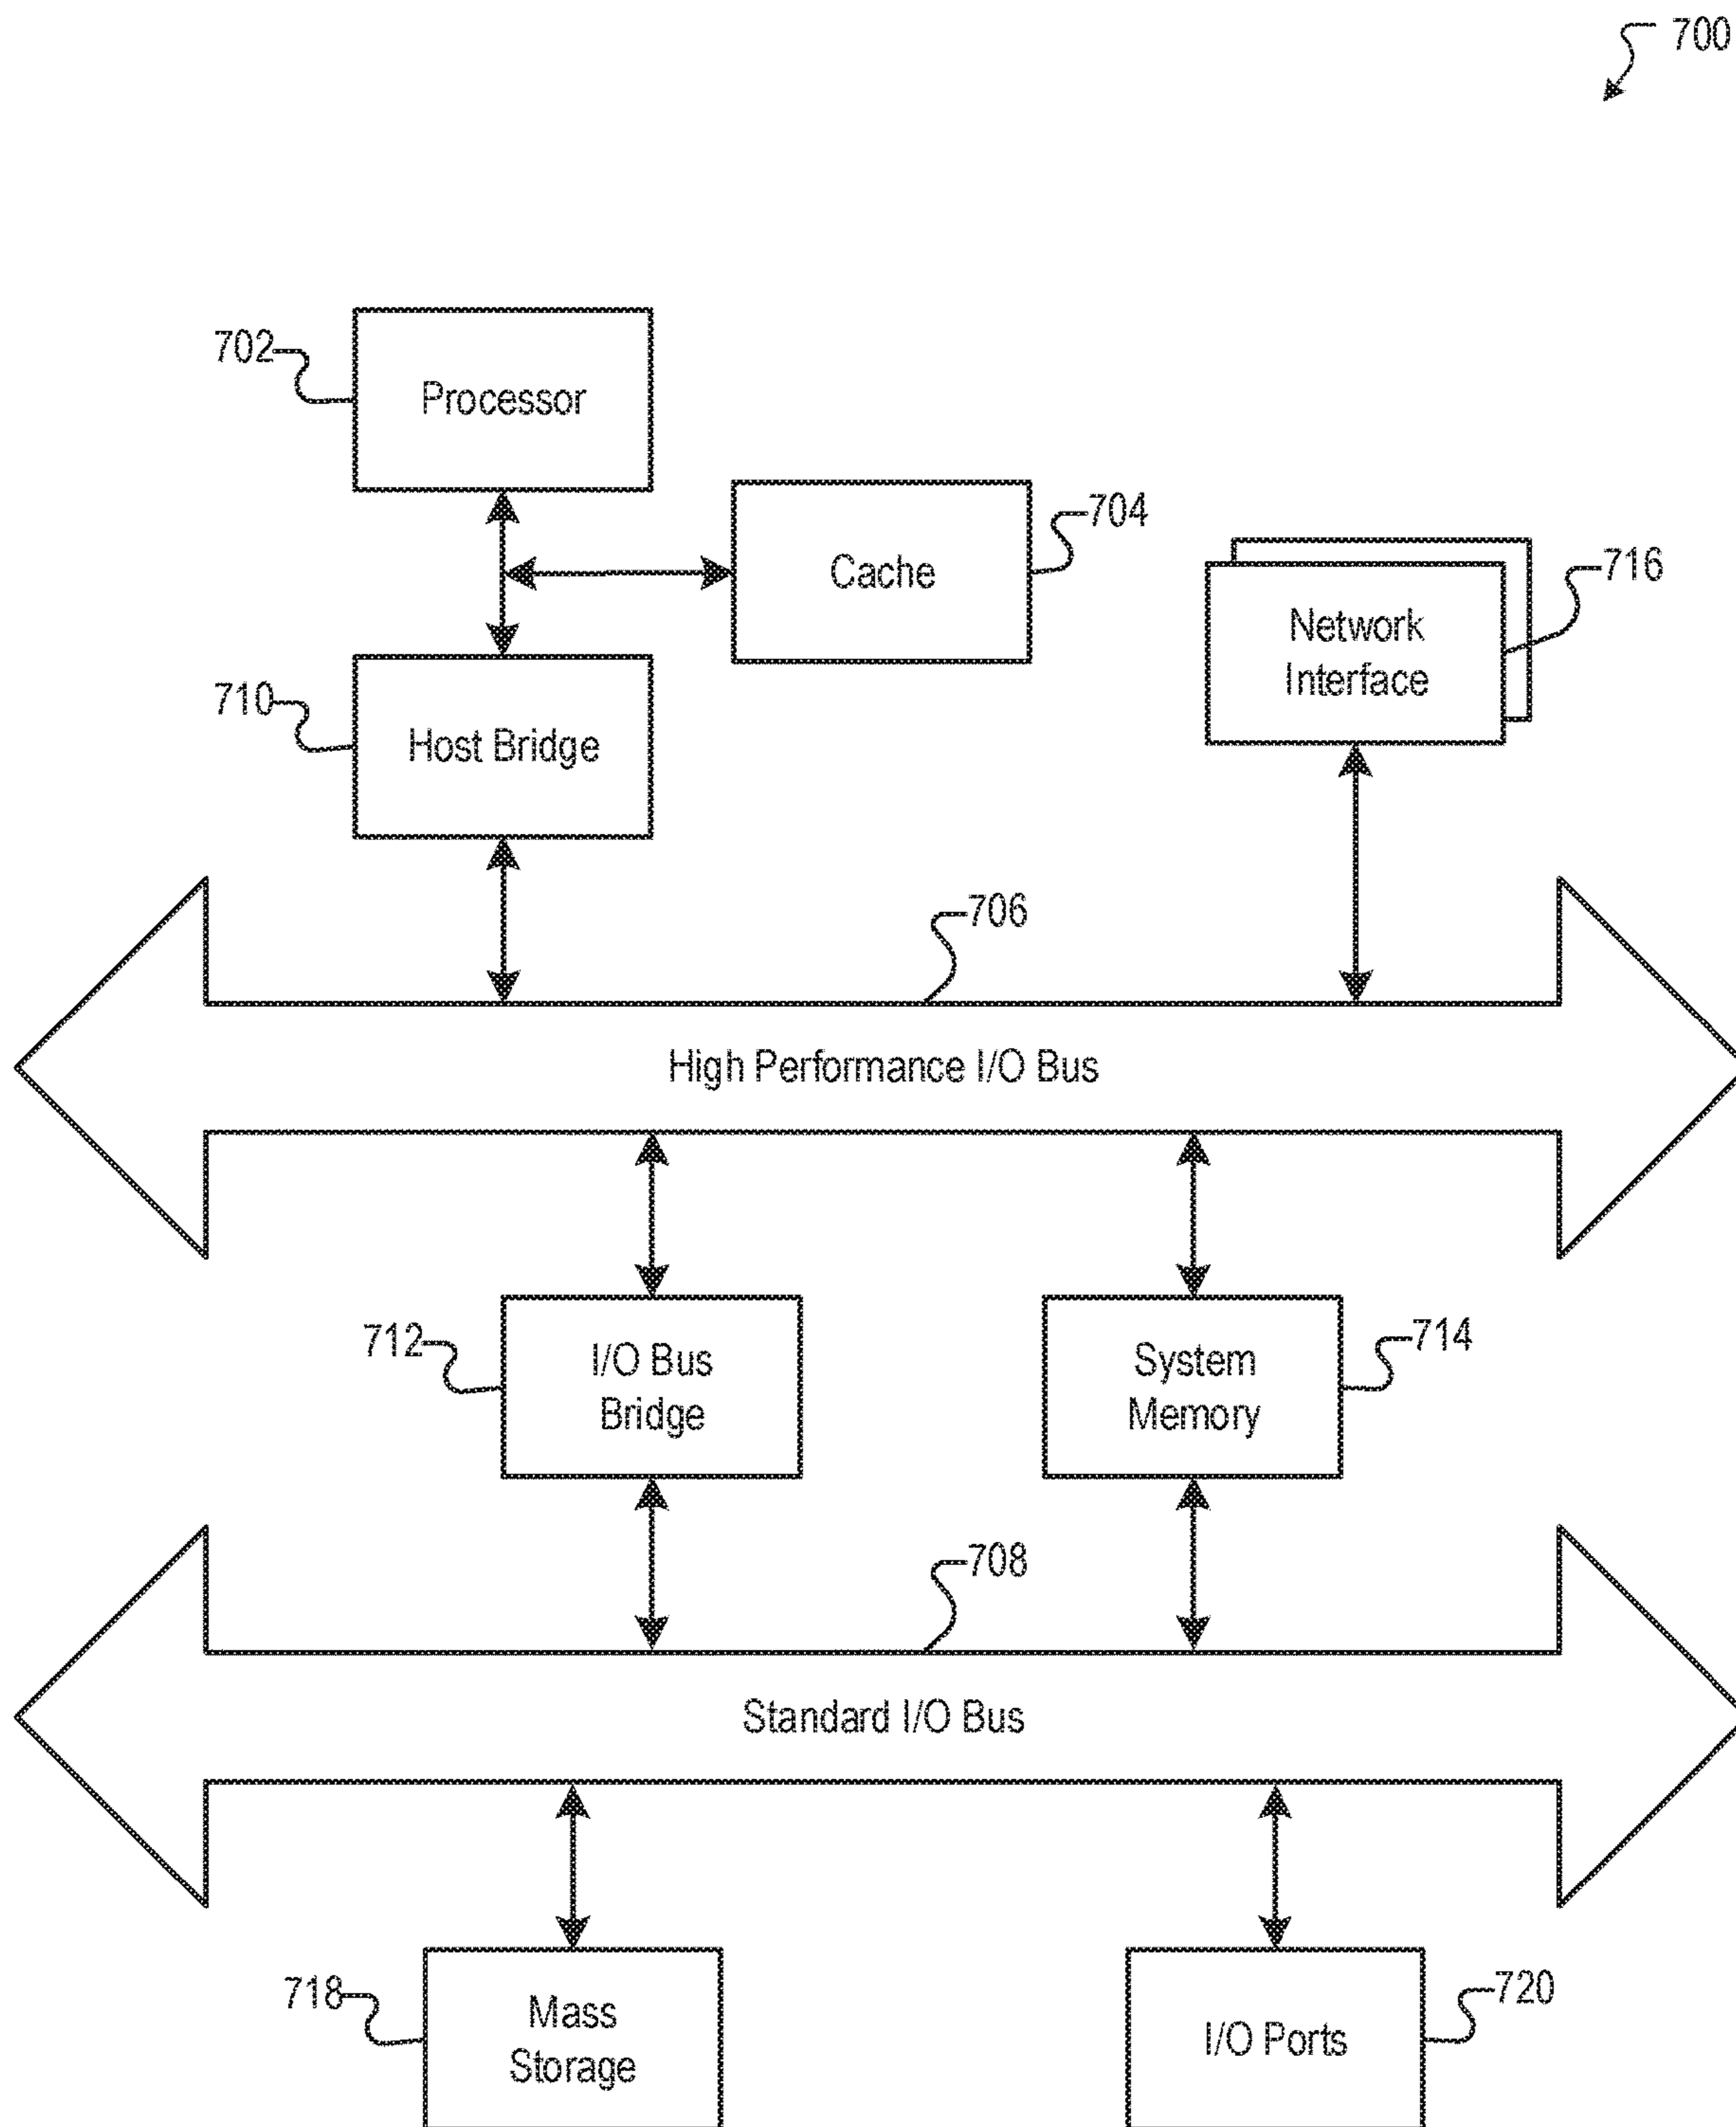 700
702
Processor
704
Cache
716
Network
Interface
710
Host Bridge
706
High Performance I/O Bus
712
I/O Bus
Bridge
714
System
Memory
708
Standard I/O Bus
718
Mass
Storage
720
I/O Ports